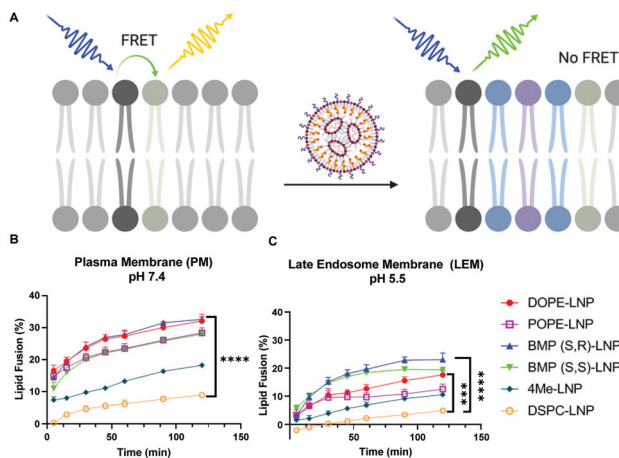 A
FRET
No FRET
B
Plasma Membrane (PM)
pH 7.4
Lipid Fusion (%)
40
30
20
10
0
****
0
50
100
150
Time (min)
C
Late Endosome Membrane (LEM)
pH 5.5
Lipid Fusion (%)
40
30
20
10
0
***
****
0
50
100
150
Time (min)
DOPE-LNP
POPE-LNP
BMP (S,R)-LNP
BMP (S,S)-LNP
4Me-LNP
DSPC-LNP